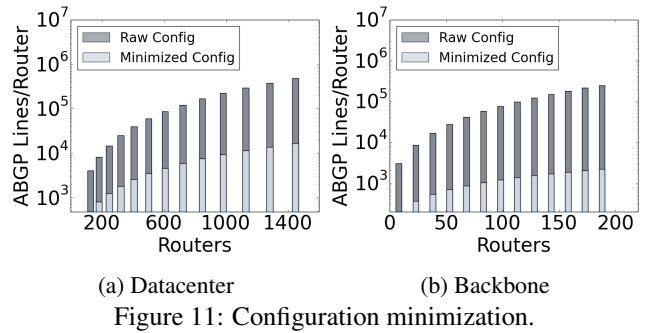 10^7
10^6
10^5
10^4
10^3
ABGP Lines/Router
Raw Config
Minimized Config
200 600 1000 1400
Routers
(a) Datacenter
10^7
10^6
10^5
10^4
10^3
ABGP Lines/Router
Raw Config
Minimized Config
0 50 100 150 200
Routers
(b) Backbone
Figure 11: Configuration minimization.